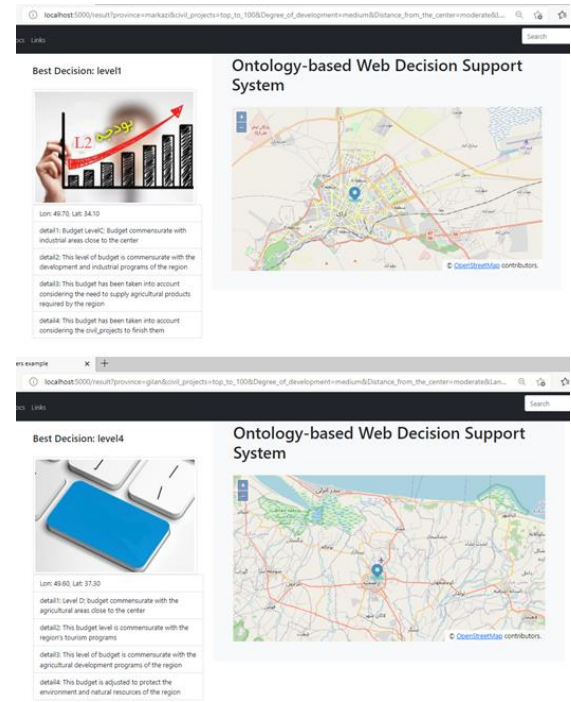 localhost:5000/result?province=markazi&civil_projects=top_to_100&Degree_of_development=medium&Distance_from_the_center=moderate&L...
ocs Links
Search
Best Decision: level1
بودجه
L2
Lon: 49.70, Lat: 34.10
detail1: Budget LevelC; Budget commensurate with
industrial areas close to the center
detail2: This level of budget is commensurate with the
development and industrial programs of the region
detail3: This budget has been taken into account
considering the need to supply agricultural products
required by the region
detail4: This budget has been taken into account
considering the civil_projects to finish them
Ontology-based Web Decision Support
System
+
−
اراک
© OpenStreetMap contributors.
ers example
localhost:5000/result?province=gilan&civil_projects=top_to_100&Degree_of_development=medium&Distance_from_the_center=moderate&Lan...
ocs Links
Search
Best Decision: level4
Lon: 49.60, Lat: 37.30
detail1: Level D; budget commensurate with the
agricultural areas close to the center
detail2: This budget level is commensurate with the
region's tourism programs
detail3: This level of budget is commensurate with the
agricultural development programs of the region
detail4: This budget is adjusted to protect the
environment and natural resources of the region
Ontology-based Web Decision Support
System
+
−
© OpenStreetMap contributors.